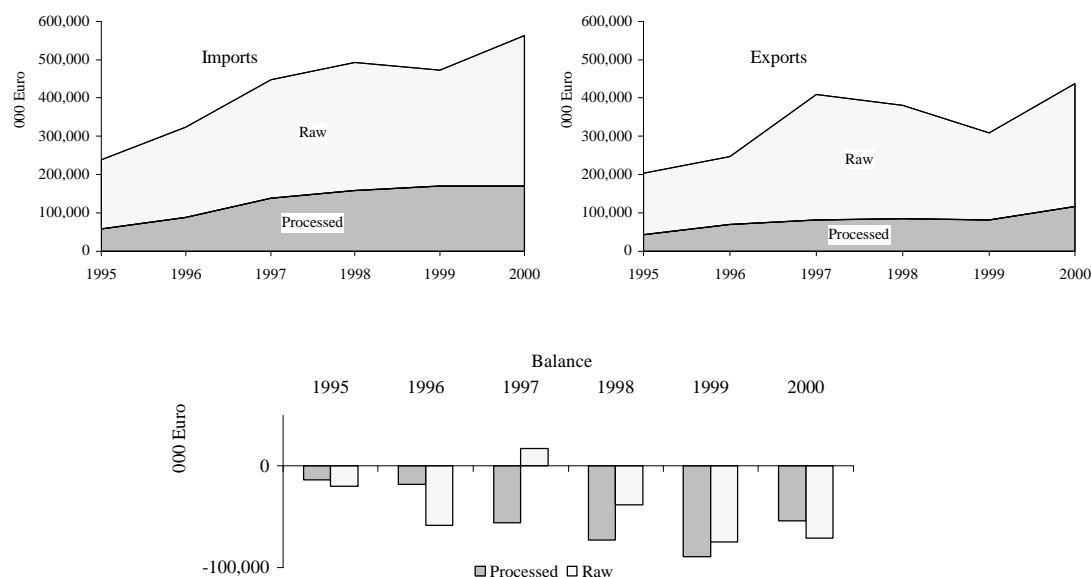 600,000
500,000
400,000
300,000
200,000
100,000
0
000 Euro
Imports
Raw
Processed
1995 1996 1997 1998 1999 2000
600,000
500,000
400,000
300,000
200,000
100,000
0
000 Euro
Exports
Raw
Processed
1995 1996 1997 1998 1999 2000
Balance
1995 1996 1997 1998 1999 2000
000 Euro
0
-100,000
Processed Raw